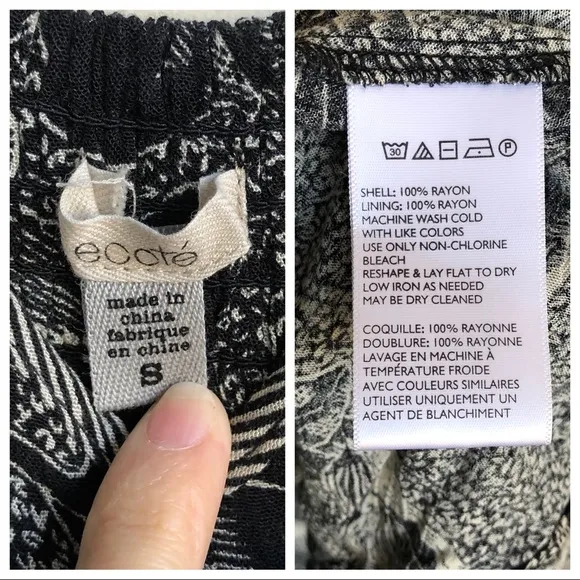 ecoté
made in
china
fabriqué
en chine
S
30
P
SHELL: 100% RAYON
LINING: 100% RAYON
MACHINE WASH COLD
WITH LIKE COLORS
USE ONLY NON-CHLORINE
BLEACH
RESHAPE & LAY FLAT TO DRY
LOW IRON AS NEEDED
MAY BE DRY CLEANED
COQUILLE: 100% RAYONNE
DOUBLURE: 100% RAYONNE
LAVAGE EN MACHINE À
TEMPÉRATURE FROIDE
AVEC COULEURS SIMILAIRES
UTILISER UNIQUEMENT UN
AGENT DE BLANCHIMENT